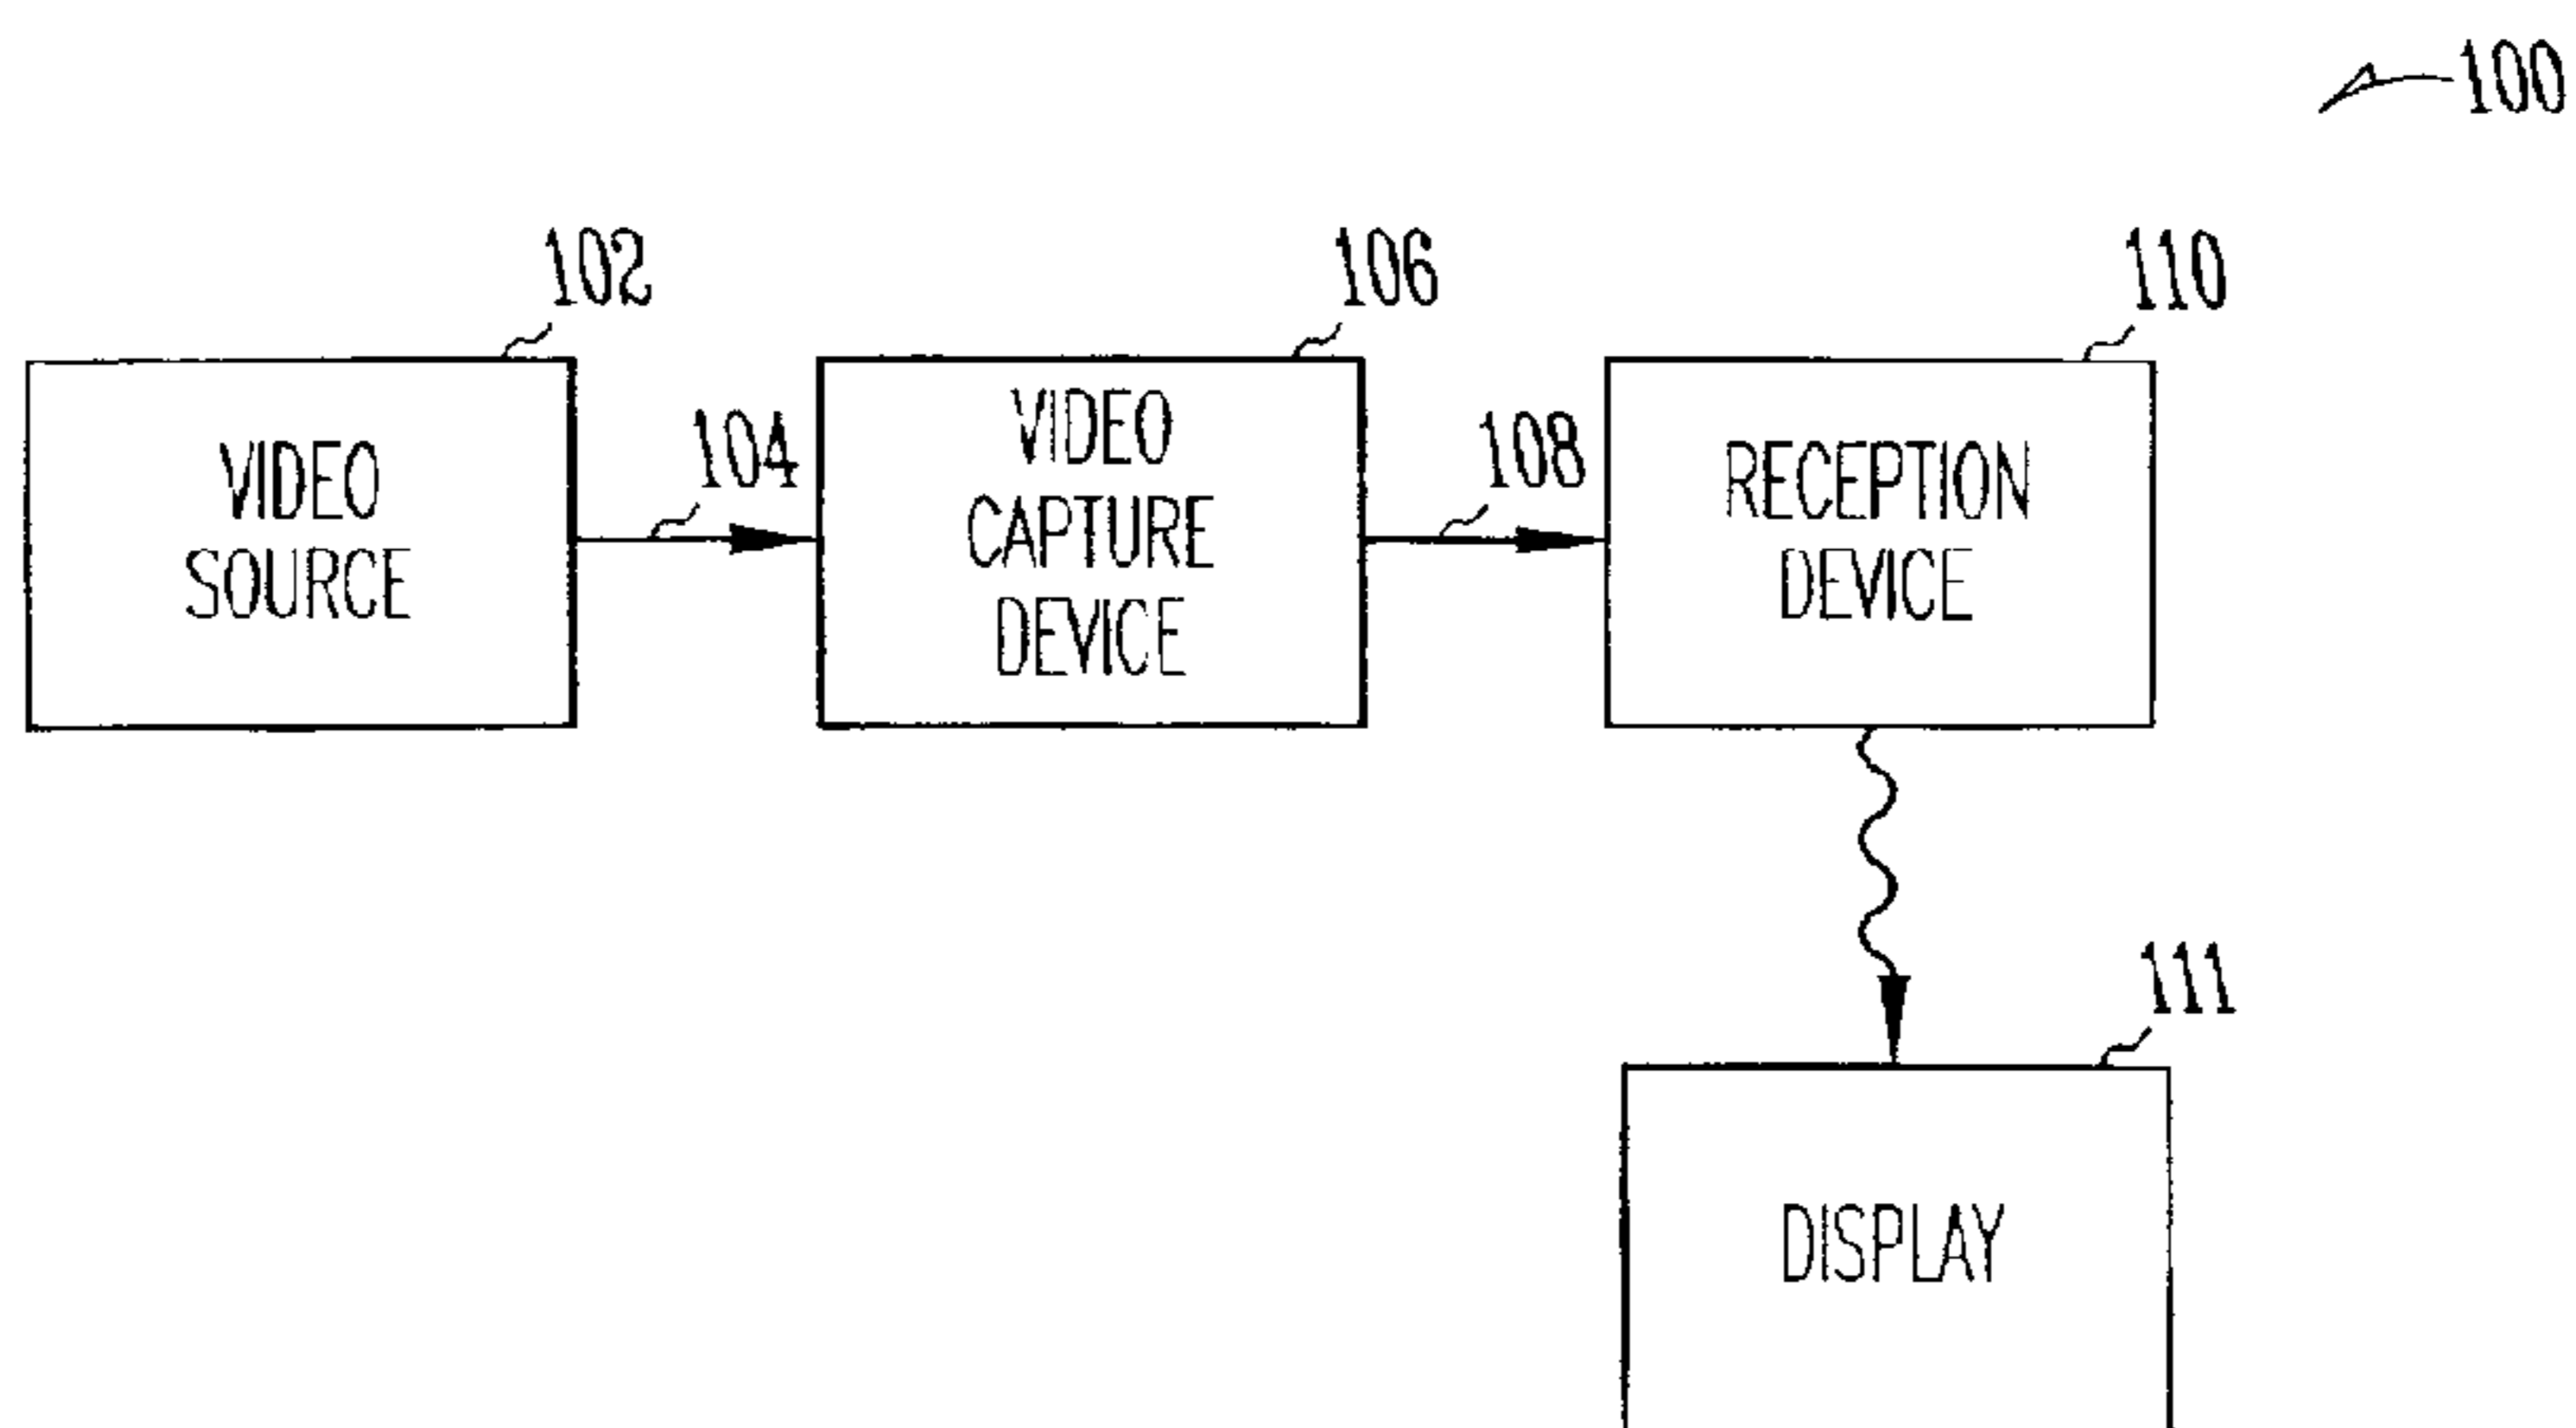 100
102
106
110
VIDEO
SOURCE
104
VIDEO
CAPTURE
DEVICE
108
RECEPTION
DEVICE
111
DISPLAY